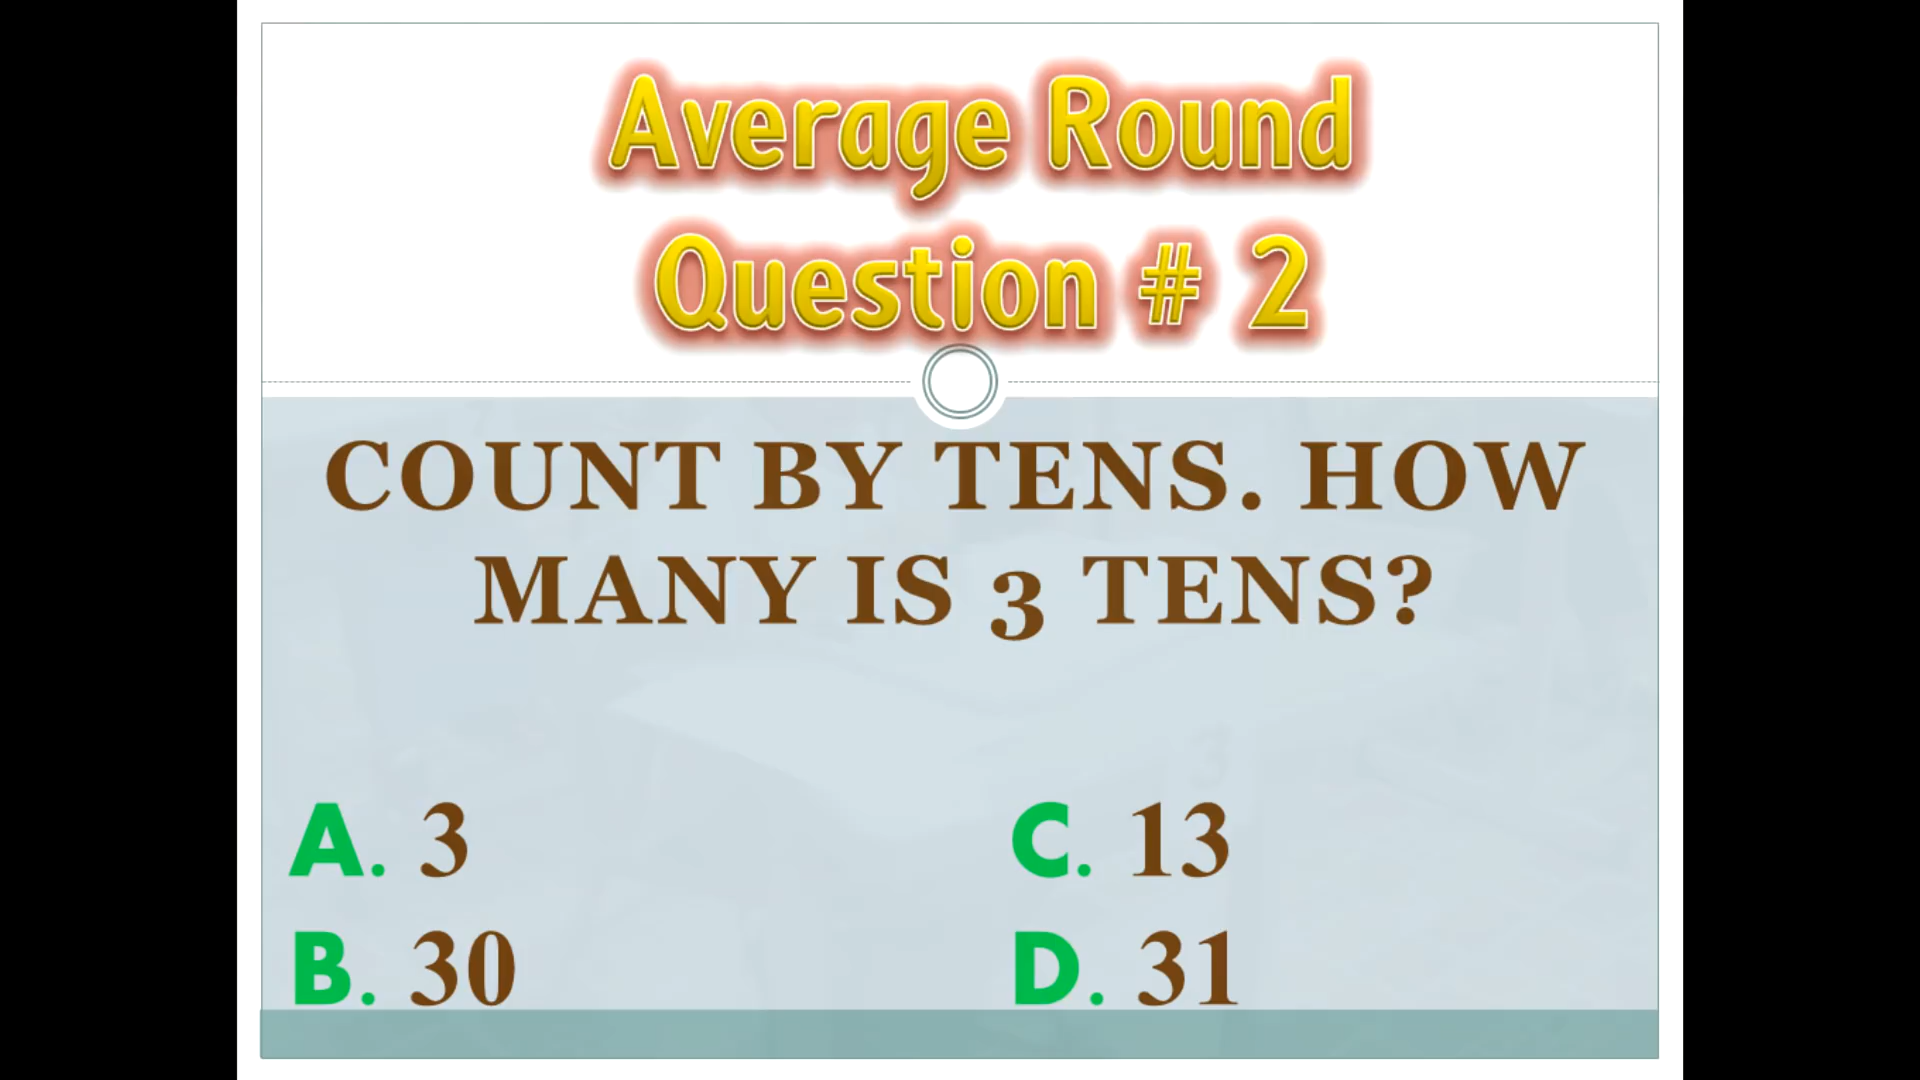 Average Round
Question # 2
COUNT BY TENS. HOW
MANY IS 3 TENS?
A. 3
B. 30
C. 13
D. 31